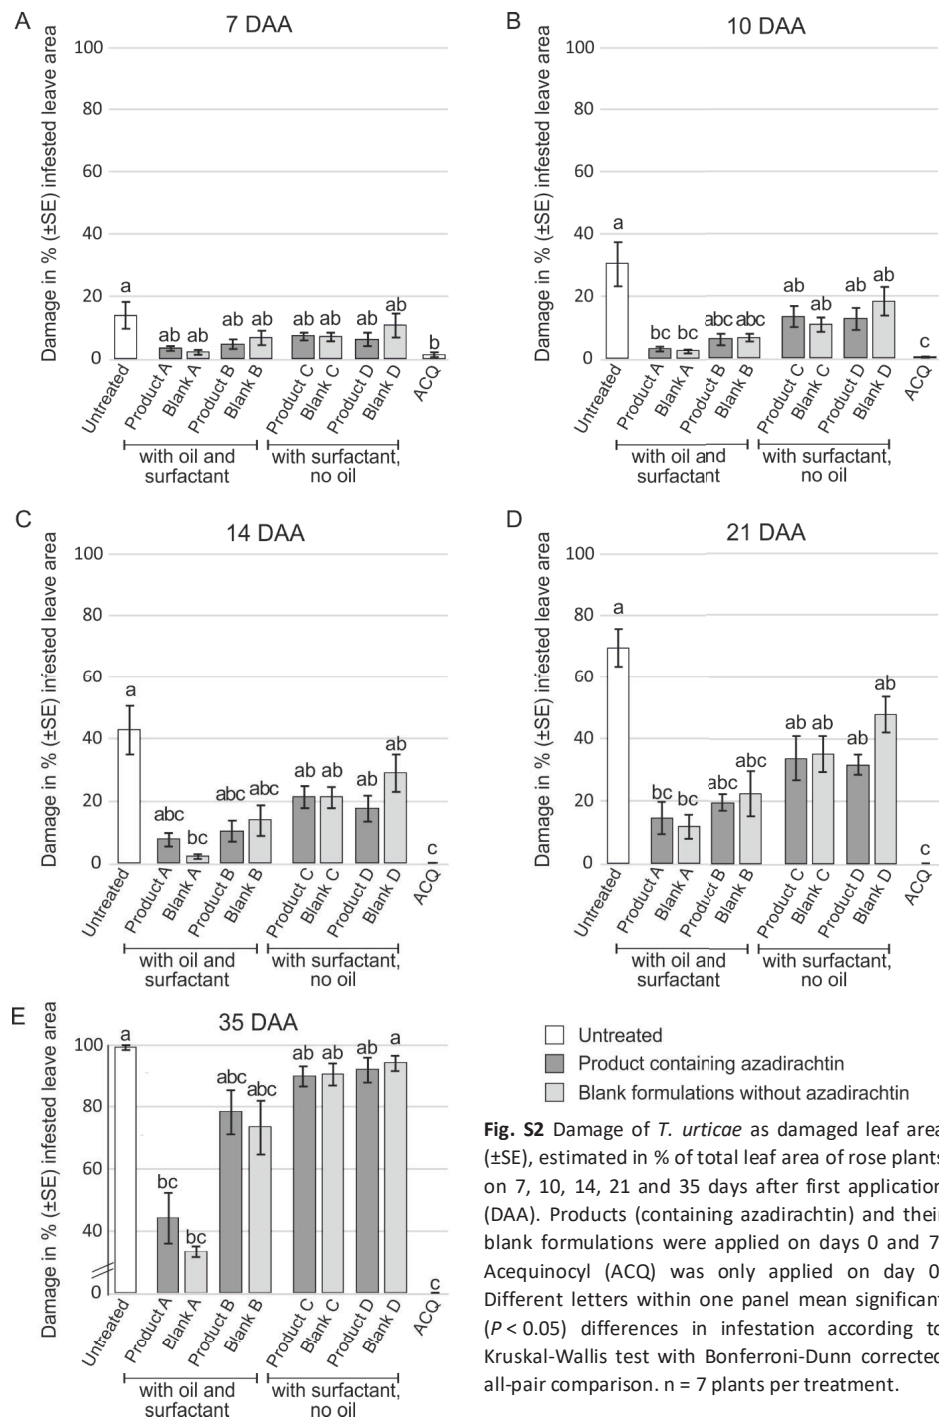 A
7 DAA
Damage in % (±SE) infested leave area
100
80
60
40
20
0
a
ab
ab
ab
ab
ab
ab
ab
ab
b
Untreated
Product A
Blank A
Product B
Blank B
Product C
Blank C
Product D
Blank D
ACQ
with oil and
surfactant
with surfactant,
no oil
B
10 DAA
Damage in % (±SE) infested leave area
100
80
60
40
20
0
a
bc
bc
abc
abc
ab
ab
ab
ab
c
Untreated
Product A
Blank A
Product B
Blank B
Product C
Blank C
Product D
Blank D
ACQ
with oil and
surfactant
with surfactant,
no oil
C
14 DAA
Damage in % (±SE) infested leave area
100
80
60
40
20
0
a
abc
bc
abc
abc
ab
ab
ab
ab
c
Untreated
Product A
Blank A
Product B
Blank B
Product C
Blank C
Product D
Blank D
ACQ
with oil and
surfactant
with surfactant,
no oil
D
21 DAA
Damage in % (±SE) infested leave area
100
80
60
40
20
0
a
bc
bc
abc
abc
ab
ab
ab
ab
c
Untreated
Product A
Blank A
Product B
Blank B
Product C
Blank C
Product D
Blank D
ACQ
with oil and
surfactant
with surfactant,
no oil
E
35 DAA
Damage in % (±SE) infested leave area
100
80
60
40
0
a
bc
bc
abc
abc
ab
ab
ab
a
c
Untreated
Product A
Blank A
Product B
Blank B
Product C
Blank C
Product D
Blank D
ACQ
with oil and
surfactant
with surfactant,
no oil
Untreated
Product containing azadirachtin
Blank formulations without azadirachtin
Fig. S2 Damage of T. urticae as damaged leaf area
(±SE), estimated in % of total leaf area of rose plants
on 7, 10, 14, 21 and 35 days after first application
(DAA). Products (containing azadirachtin) and their
blank formulations were applied on days 0 and 7.
Acequinocyl (ACQ) was only applied on day 0.
Different letters within one panel mean significant
(P < 0.05) differences in infestation according to
Kruskal-Wallis test with Bonferroni-Dunn corrected
all-pair comparison. n = 7 plants per treatment.